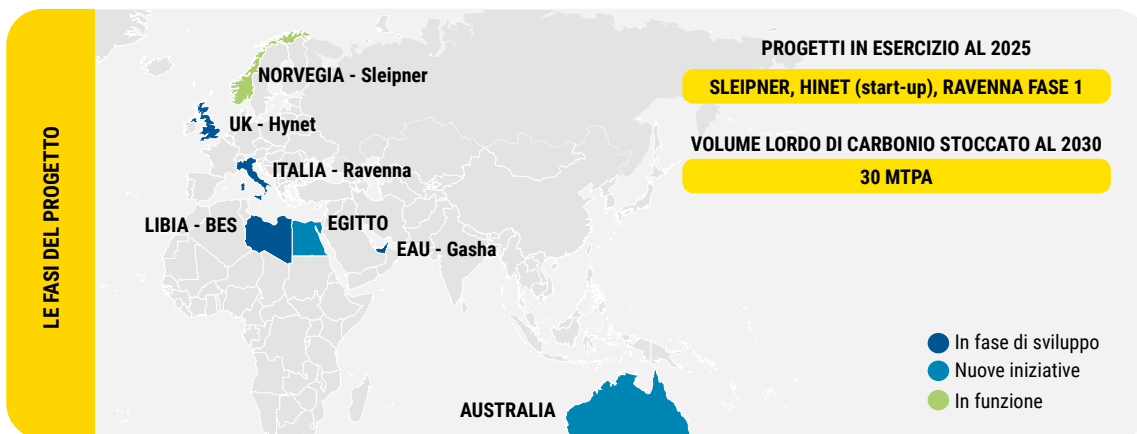 LE FASI DEL PROGETTO
NORVEGIA - Sleipner
UK - Hynet
ITALIA - Ravenna
LIBIA - BES
EGITTO
EAU - Gasha
AUSTRALIA
PROGETTI IN ESERCIZIO AL 2025
SLEIPNER, HINET (start-up), RAVENNA FASE 1
VOLUME LORDO DI CARBONIO STOCCATO AL 2030
30 MTPA
In fase di sviluppo
Nuove iniziative
In funzione